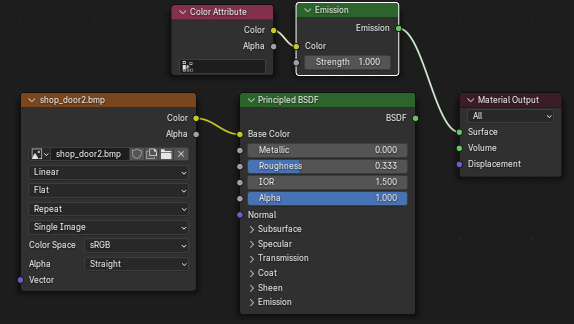 Color Attribute
Color
Alpha
Emission
Emission
Color
Strength 1.000
shop_door2.bmp
Color
Alpha
shop_door2.bmp
Linear
Flat
Repeat
Single Image
Color Space sRGB
Alpha Straight
Vector
Principled BSDF
BSDF
Base Color
Metallic 0.000
Roughness 0.333
IOR 1.500
Alpha 1.000
Normal
Subsurface
Specular
Transmission
Coat
Sheen
Emission
Material Output
All
Surface
Volume
Displacement